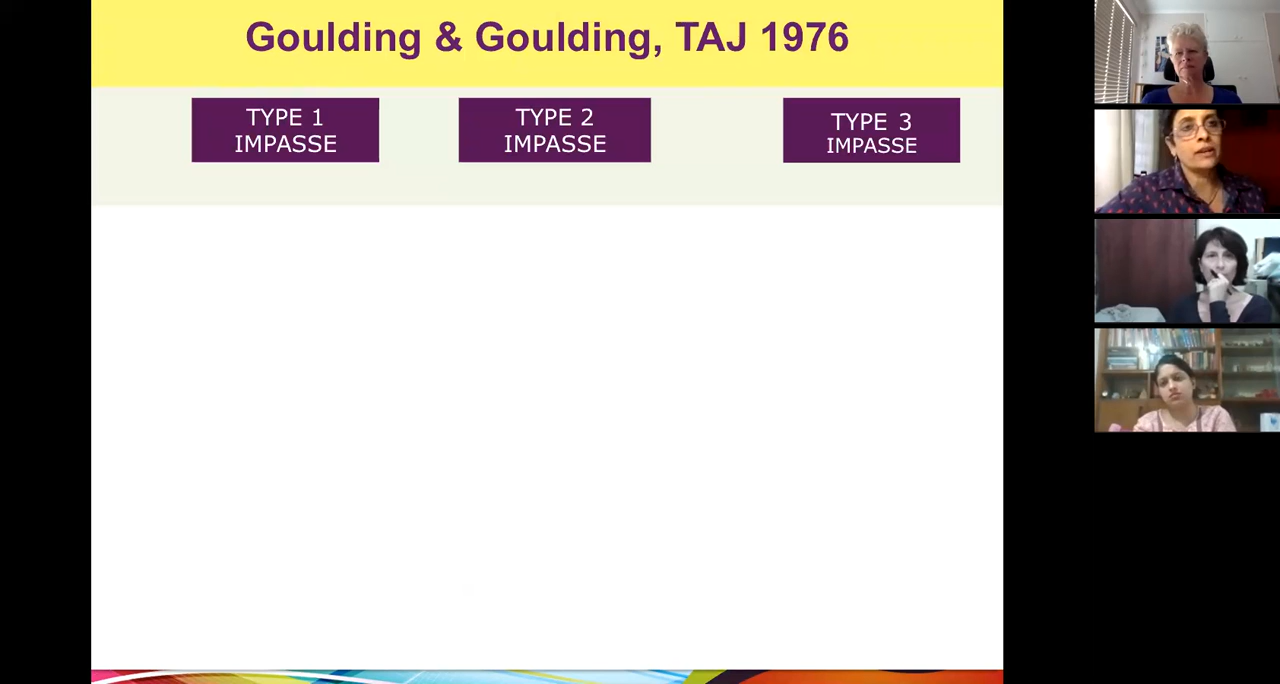 Goulding & Goulding, TAJ 1976
TYPE 1
IMPASSE
TYPE 2
IMPASSE
TYPE 3
IMPASSE